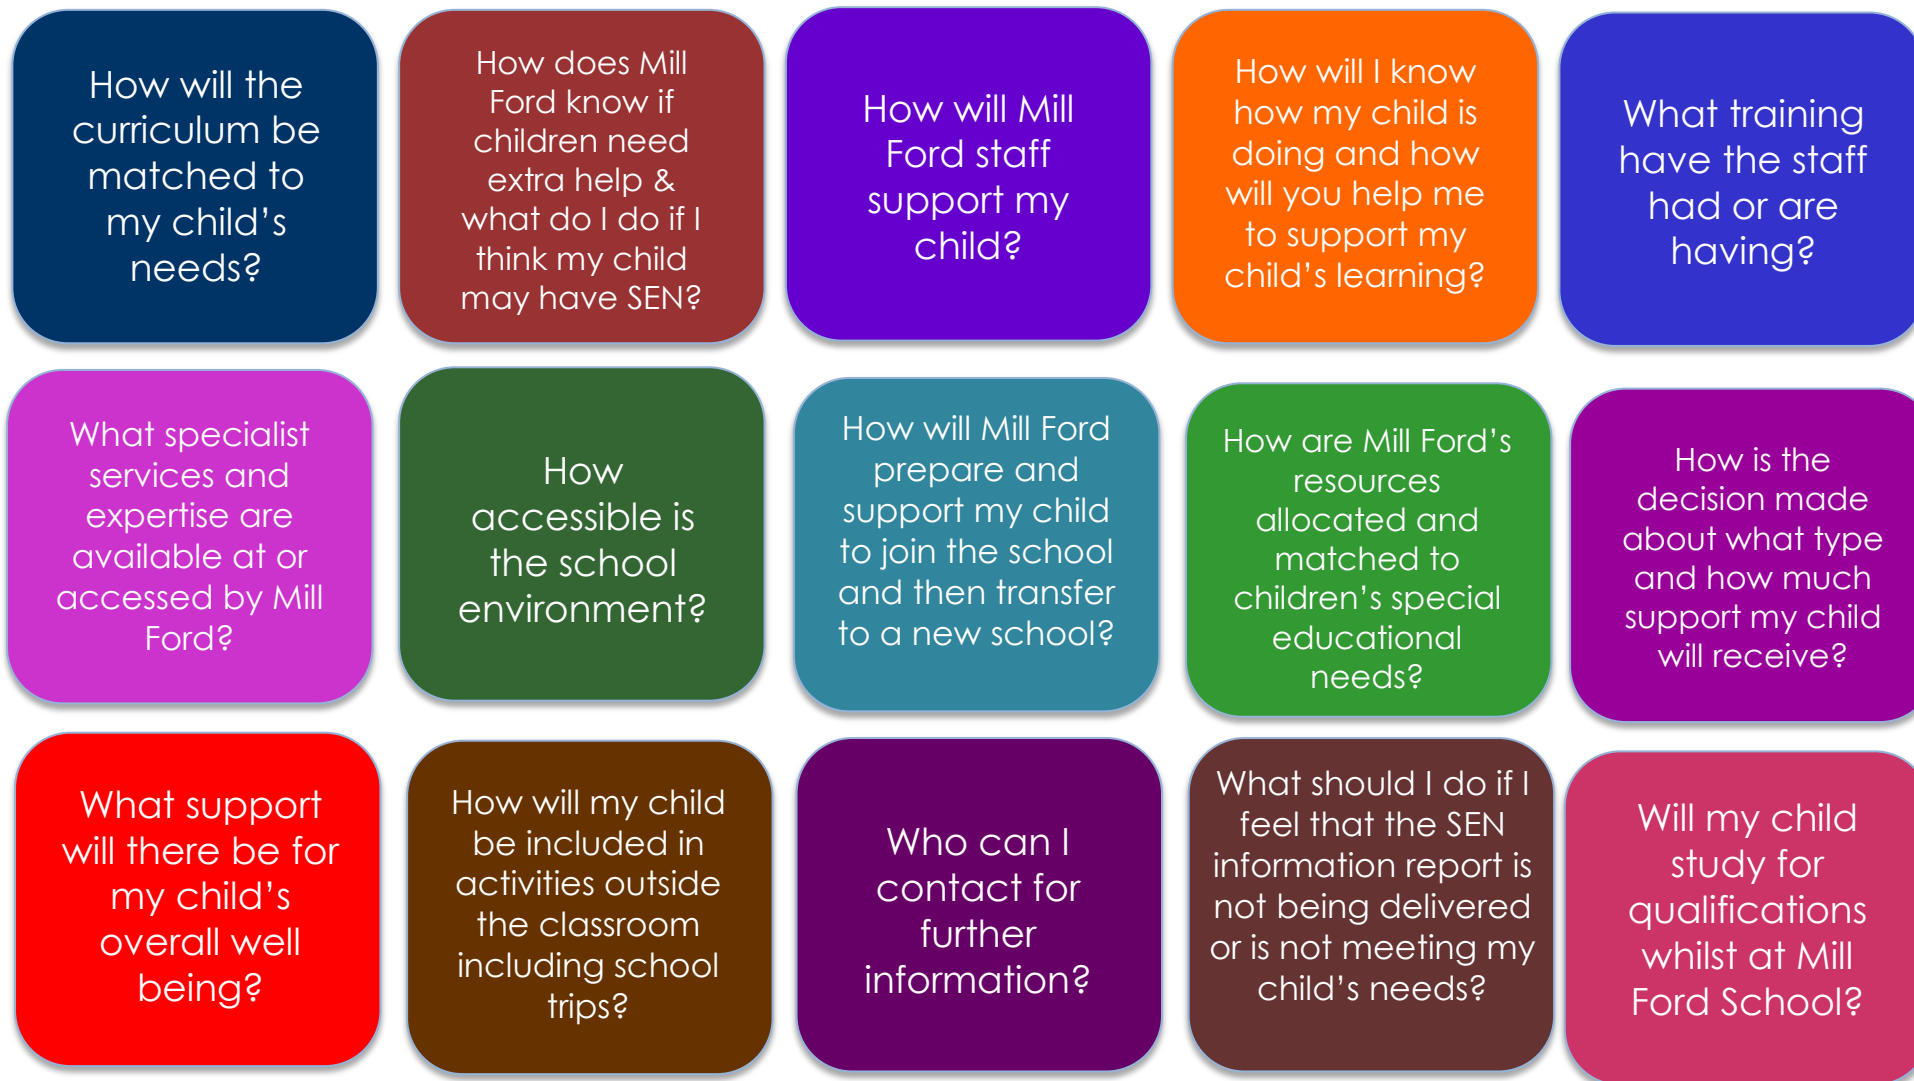 How will the
curriculum be
matched to
my child's
needs?
How does Mill
Ford know if
children need
extra help &
what do I do if I
think my child
may have SEN?
How will Mill
Ford staff
support my
child?
How will I know
how my child is
doing and how
will you help me
to support my
child's learning?
What training
have the staff
had or are
having?
What specialist
services and
expertise are
available at or
accessed by Mill
Ford?
How
accessible is
the school
environment?
How will Mill Ford
prepare and
support my child
to join the school
and then transfer
to a new school?
How are Mill Ford's
resources
allocated and
matched to
children's special
educational
needs?
How is the
decision made
about what type
and how much
support my child
will receive?
What support
will there be for
my child's
overall well
being?
How will my child
be included in
activities outside
the classroom
including school
trips?
Who can I
contact for
further
information?
What should I do if I
feel that the SEN
information report is
not being delivered
or is not meeting my
child's needs?
Will my child
study for
qualifications
whilst at Mill
Ford School?